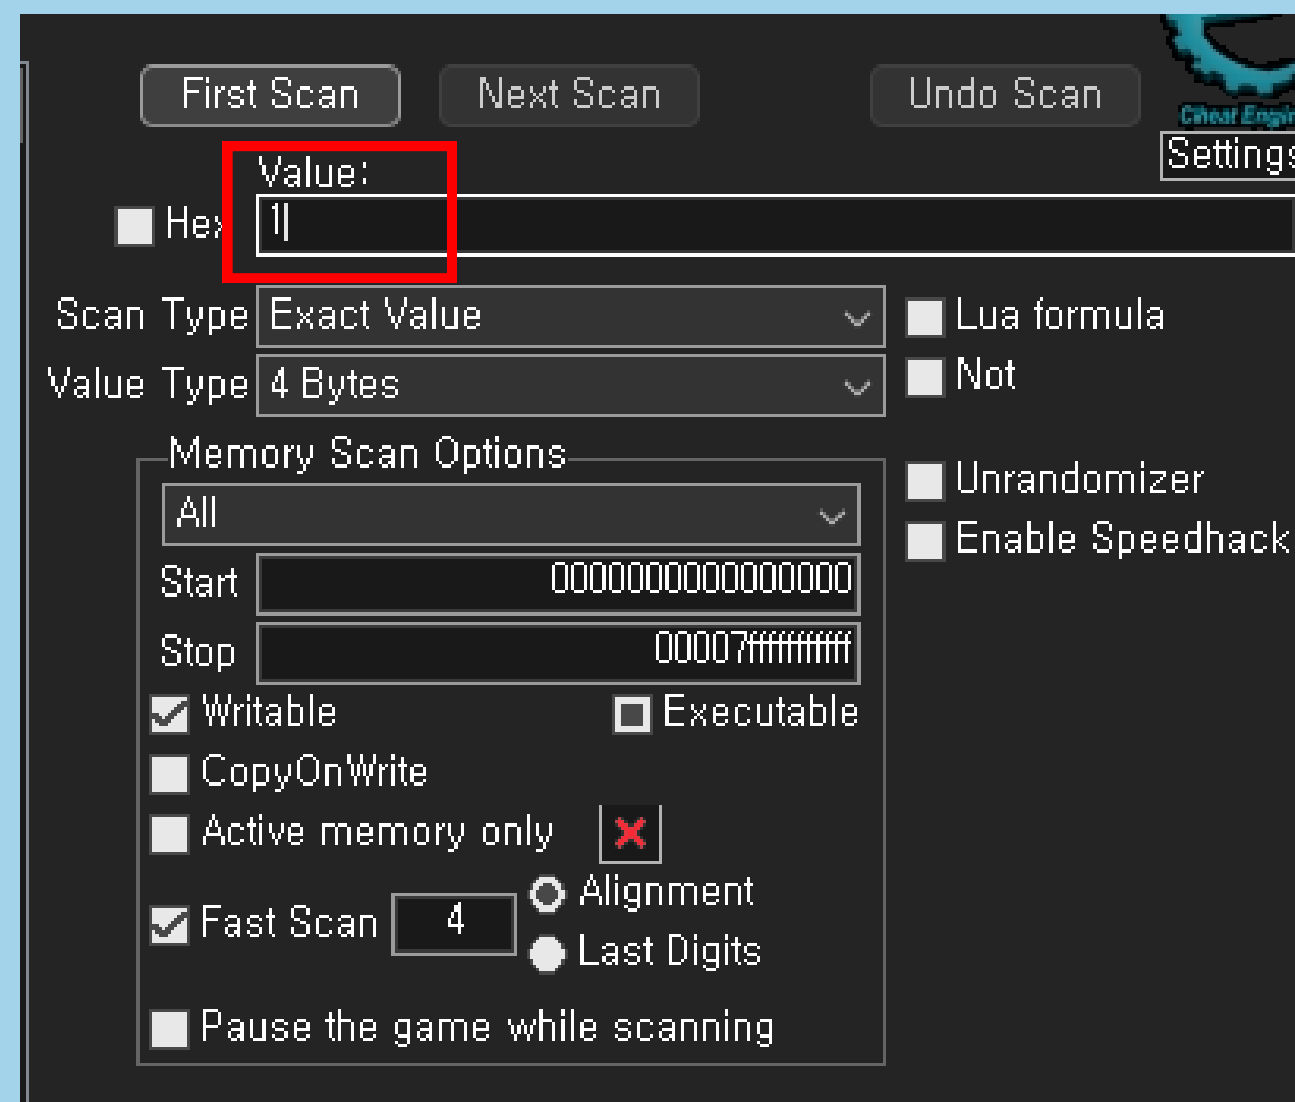 First Scan Next Scan Undo Scan
Cheat Engin
Value:
Settings
Hex 1
Scan Type Exact Value Lua formula
Value Type 4 Bytes Not
Memory Scan Options
All Unrandomizer
Enable Speedhack
Start 0000000000000000
Stop 00007fffffffffff
Writable Executable
CopyOnWrite
Active memory only
Alignment
Fast Scan 4
Last Digits
Pause the game while scanning